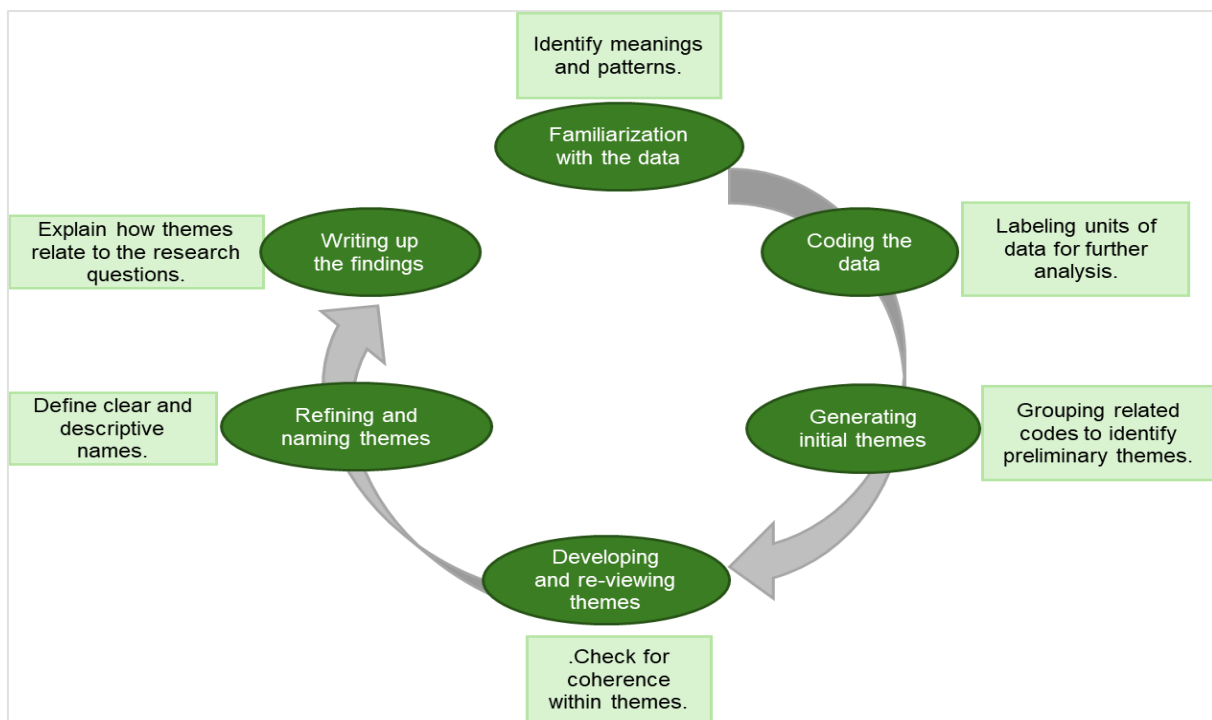 Identify meanings
and patterns.
Familiarization
with the data
Coding the
data
Labeling units of
data for further
analysis.
Generating
initial themes
Grouping related
codes to identify
preliminary themes.
Developing
and re-viewing
themes
.Check for
coherence
within themes.
Refining and
naming themes
Define clear and
descriptive
names.
Writing up
the findings
Explain how themes
relate to the research
questions.